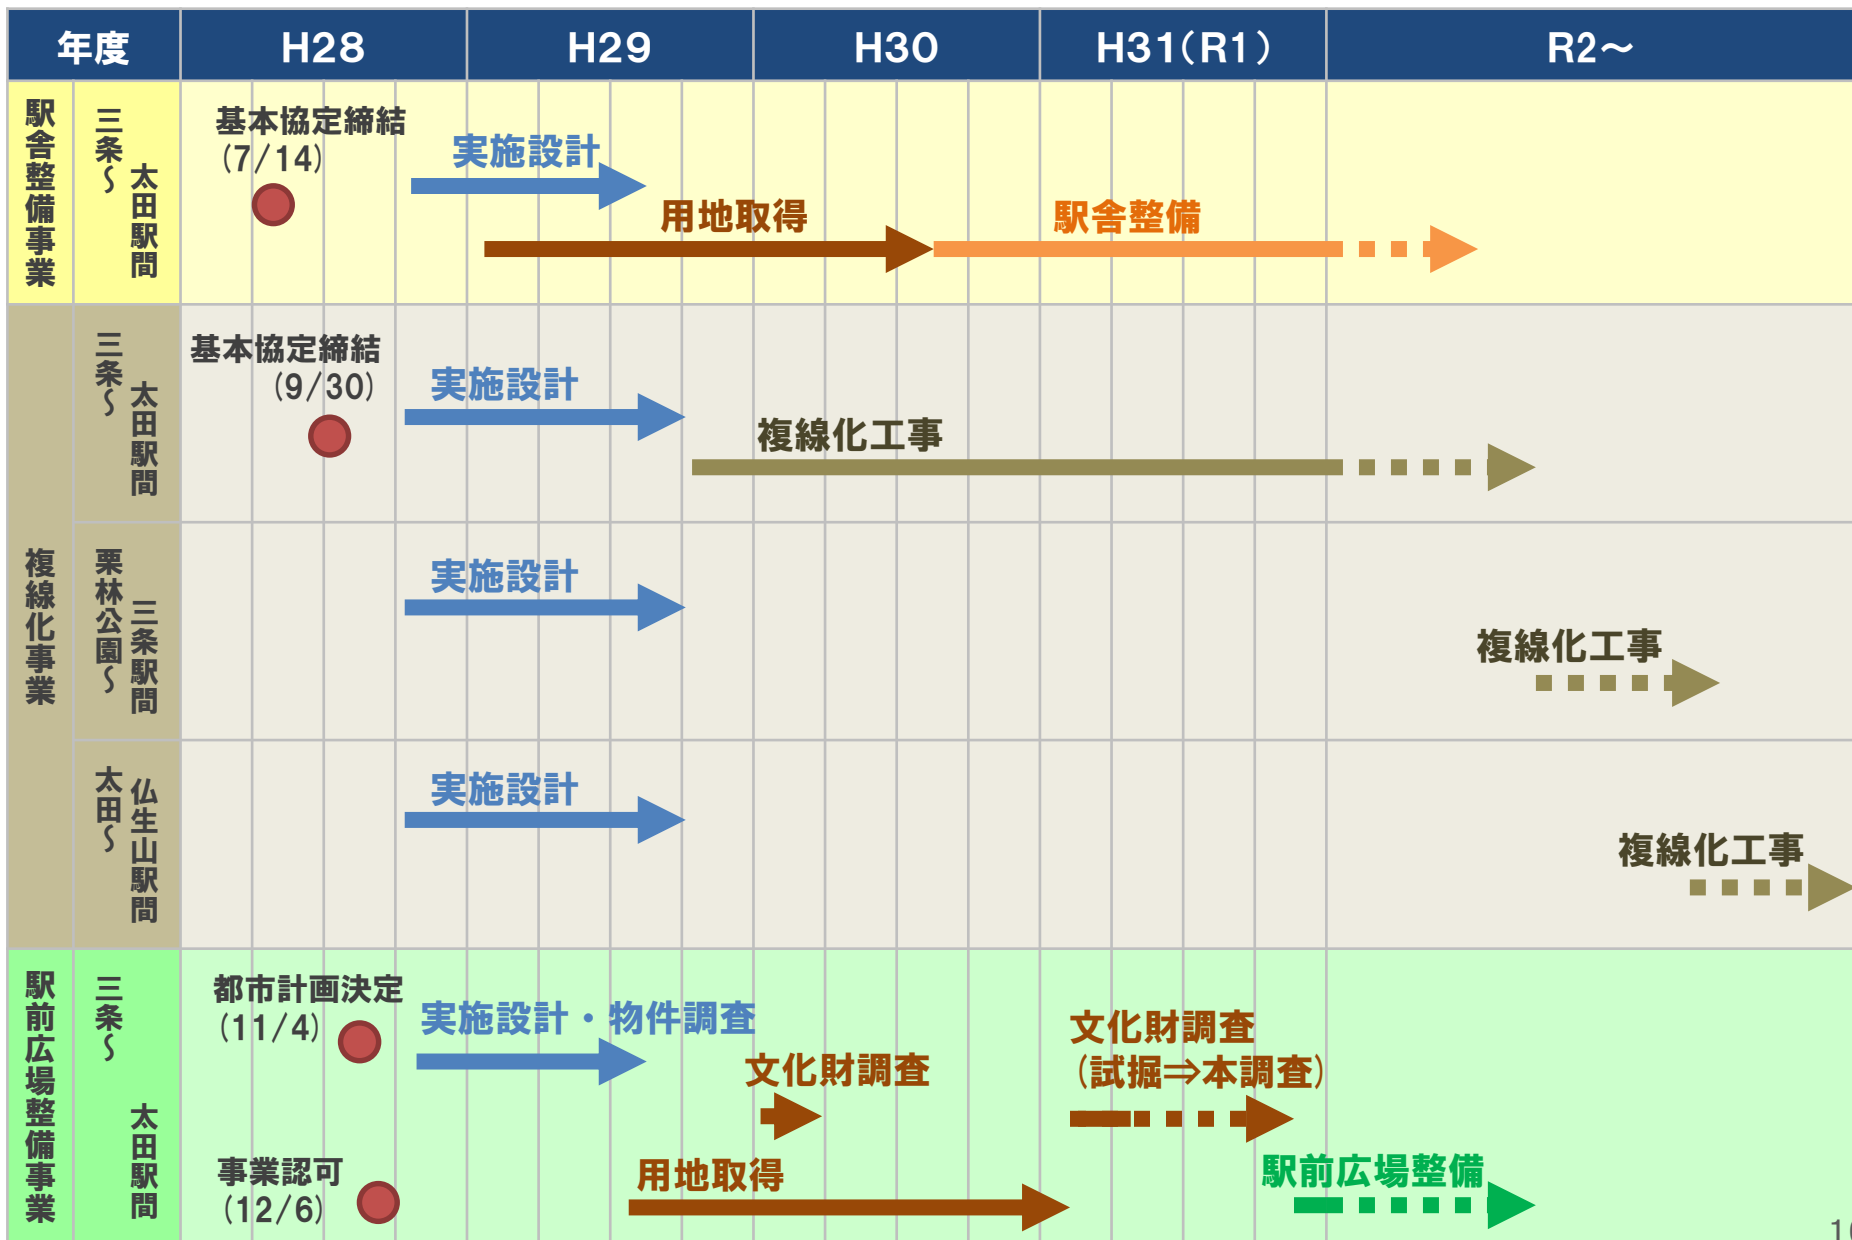 年度
H28
H29
H30
H31(R1)
R2～
駅舎整備事業
三条～
太田駅間
基本協定締結
(7/14)
実施設計
用地取得
駅舎整備
複線化事業
三条～
太田駅間
基本協定締結
(9/30)
実施設計
複線化工事
栗林公園～
三条駅間
実施設計
複線化工事
太田～
仏生山駅間
実施設計
複線化工事
駅前広場整備事業
三条～
太田駅間
都市計画決定
(11/4)
実施設計・物件調査
文化財調査
文化財調査
(試掘⇒本調査)
事業認可
(12/6)
用地取得
駅前広場整備